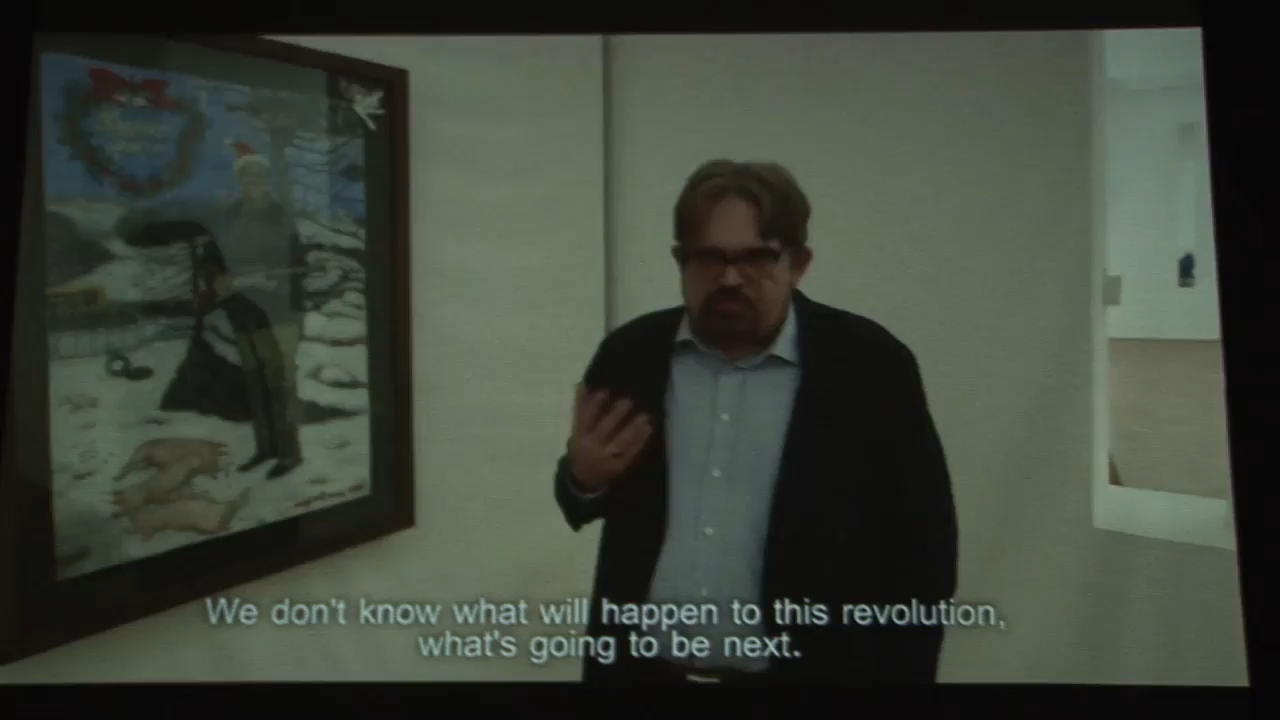 We don't know what will happen to this revolution,
what's going to be next.